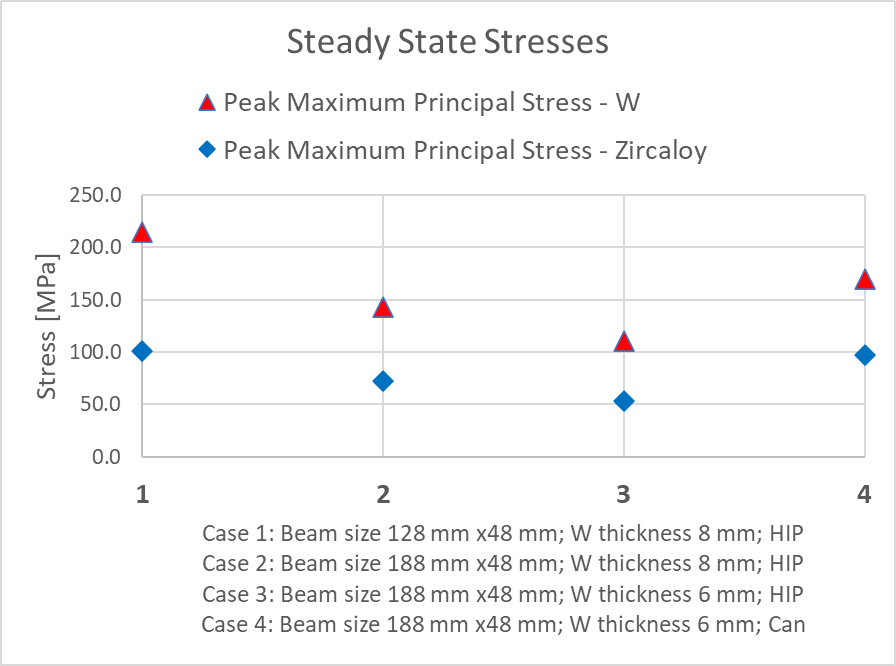 Steady State Stresses
Peak Maximum Principal Stress - W
Peak Maximum Principal Stress - Zircaloy
250.0
200.0
150.0
100.0
50.0
0.0
Stress [MPa]
1 2 3 4
Case 1: Beam size 128 mm x48 mm; W thickness 8 mm; HIP
Case 2: Beam size 188 mm x48 mm; W thickness 8 mm; HIP
Case 3: Beam size 188 mm x48 mm; W thickness 6 mm; HIP
Case 4: Beam size 188 mm x48 mm; W thickness 6 mm; Can